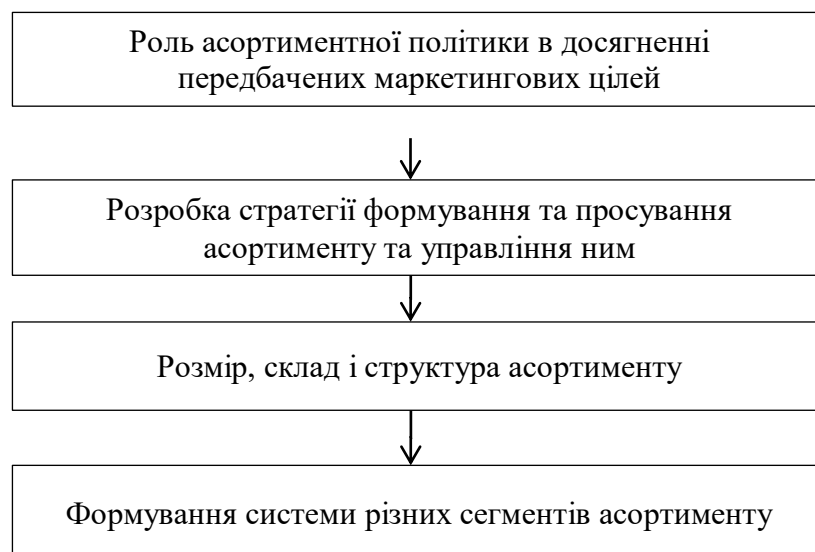 Роль асортиментної політики в досягненні
передбачених маркетингових цілей
Розробка стратегії формування та просування
асортименту та управління ним
Розмір, склад і структура асортименту
Формування системи різних сегментів асортименту